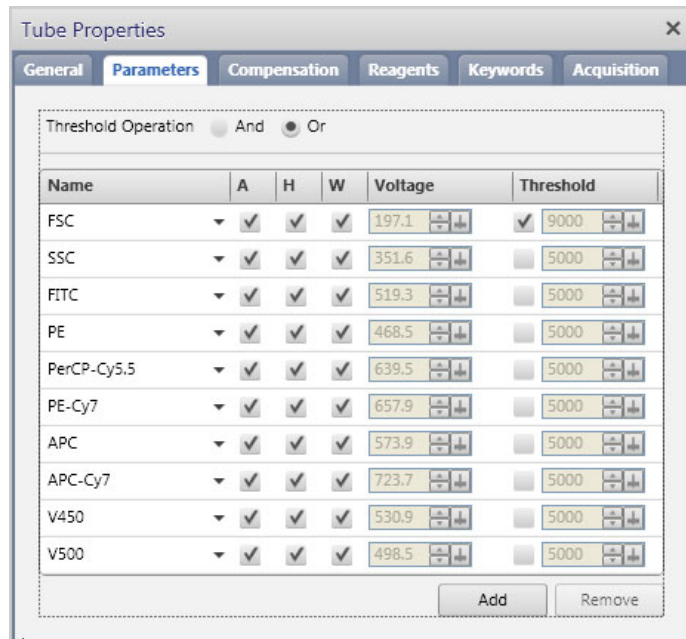 Tube Properties
General Parameters Compensation Reagents Keywords Acquisition
Threshold Operation And Or
Name A H W Voltage Threshold
FSC 197.1 9000
SSC 351.6 5000
FITC 519.3 5000
PE 468.5 5000
PerCP-Cy5.5 639.5 5000
PE-Cy7 657.9 5000
APC 573.9 5000
APC-Cy7 723.7 5000
V450 530.9 5000
V500 498.5 5000
Add Remove